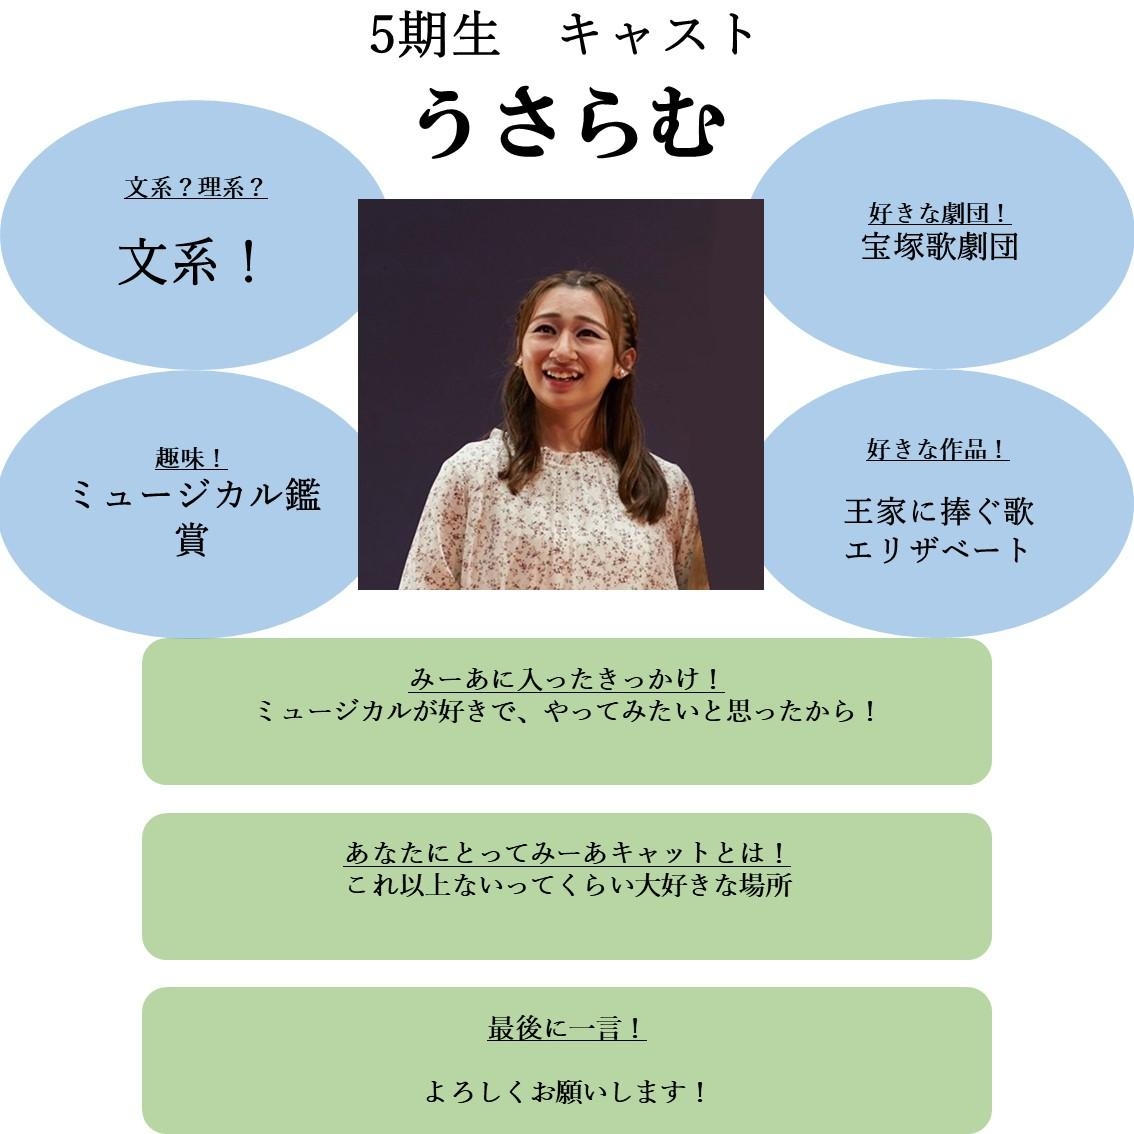 5期生　キャスト
うさらむ
文系？理系？
文系！
好きな劇団！
宝塚歌劇団
趣味！
ミュージカル鑑
賞
好きな作品！
王家に捧ぐ歌
エリザベート
みーあに入ったきっかけ！
ミュージカルが好きで、やってみたいと思ったから！
あなたにとってみーあキャットとは！
これ以上ないってくらい大好きな場所
最後に一言！
よろしくお願いします！